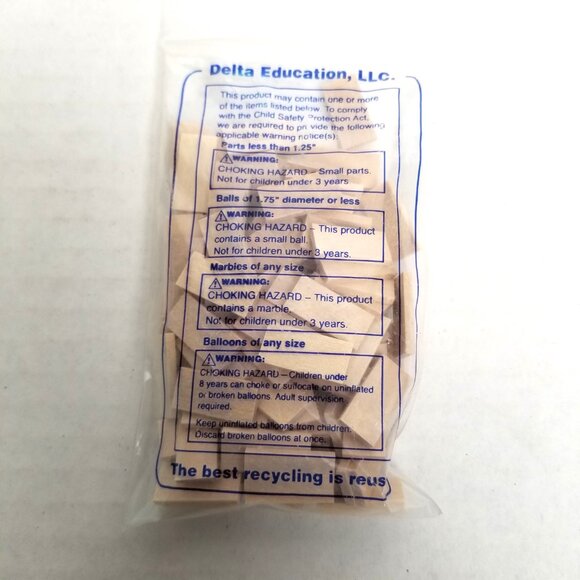 Delta Education, LLC.
This product may contain one or more
of the items listed below. To comply
with the Child Safety Protection Act,
we are required to provide the following
applicable warning notice(s):
Parts less than 1.25"
WARNING:
CHOKING HAZARD – Small parts.
Not for children under 3 years
Balls of 1.75" diameter or less
WARNING:
CHOKING HAZARD – This product
contains a small ball.
Not for children under 3 years.
Marbles of any size
WARNING:
CHOKING HAZARD – This product
contains a marble.
Not for children under 3 years.
Balloons of any size
WARNING:
CHOKING HAZARD – Children under
8 years can choke or suffocate on uninflated
or broken balloons. Adult supervision
required.
Keep uninflated balloons from children.
Discard broken balloons at once.
The best recycling is reus